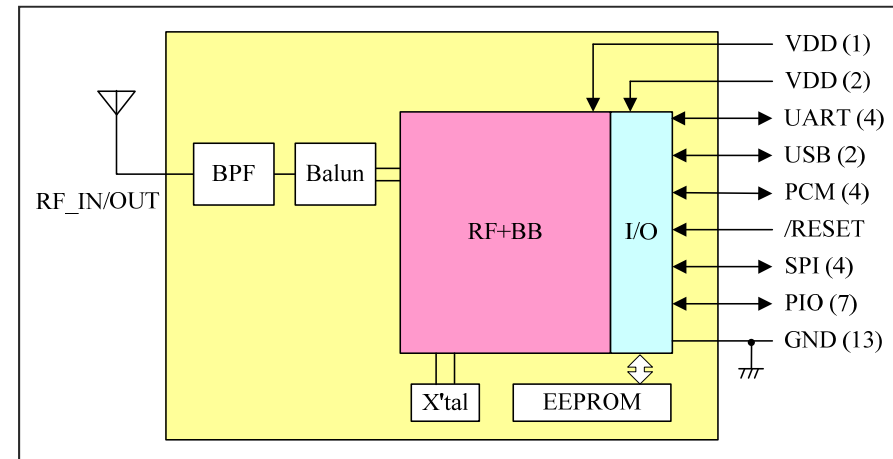 VDD (1)
VDD (2)
UART (4)
USB (2)
PCM (4)
/RESET
SPI (4)
PIO (7)
GND (13)
RF_IN/OUT
BPF
Balun
RF+BB
I/O
X'tal
EEPROM